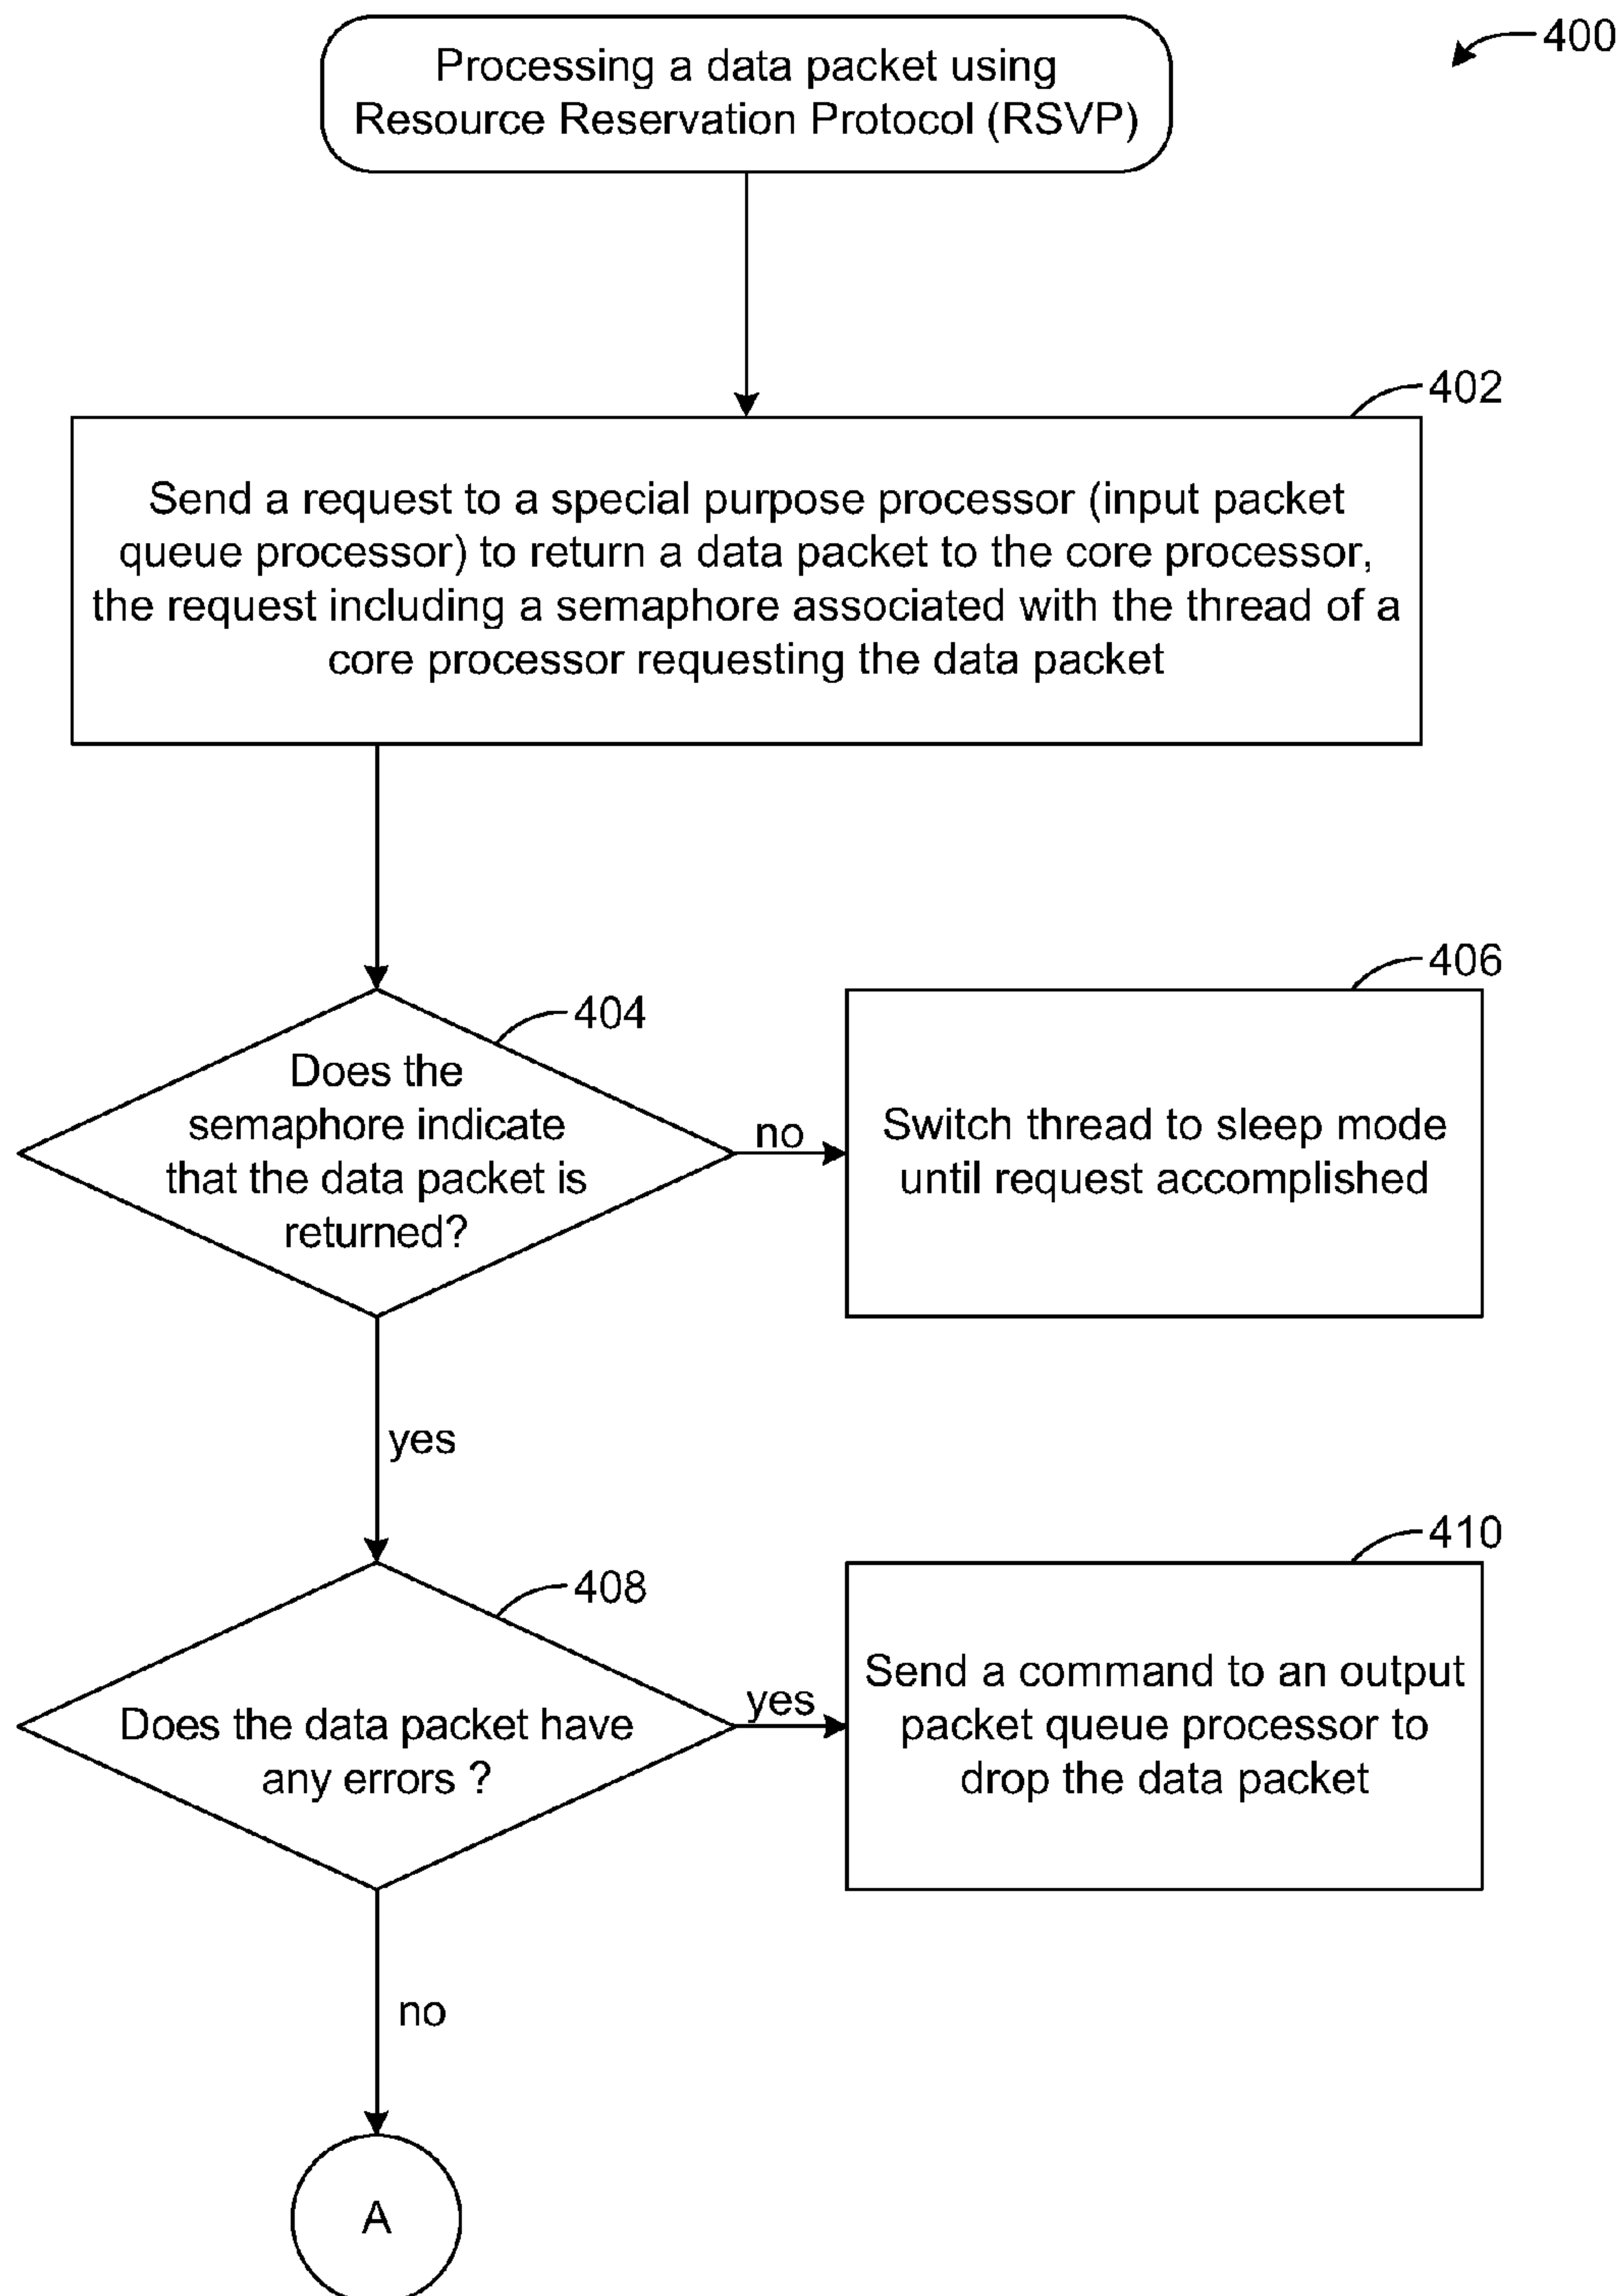 Processing a data packet using
Resource Reservation Protocol (RSVP)
400
402
Send a request to a special purpose processor (input packet
queue processor) to return a data packet to the core processor,
the request including a semaphore associated with the thread of a
core processor requesting the data packet
404
Does the
semaphore indicate
that the data packet is
returned?
no
406
Switch thread to sleep mode
until request accomplished
yes
408
Does the data packet have
any errors ?
yes
410
Send a command to an output
packet queue processor to
drop the data packet
no
A